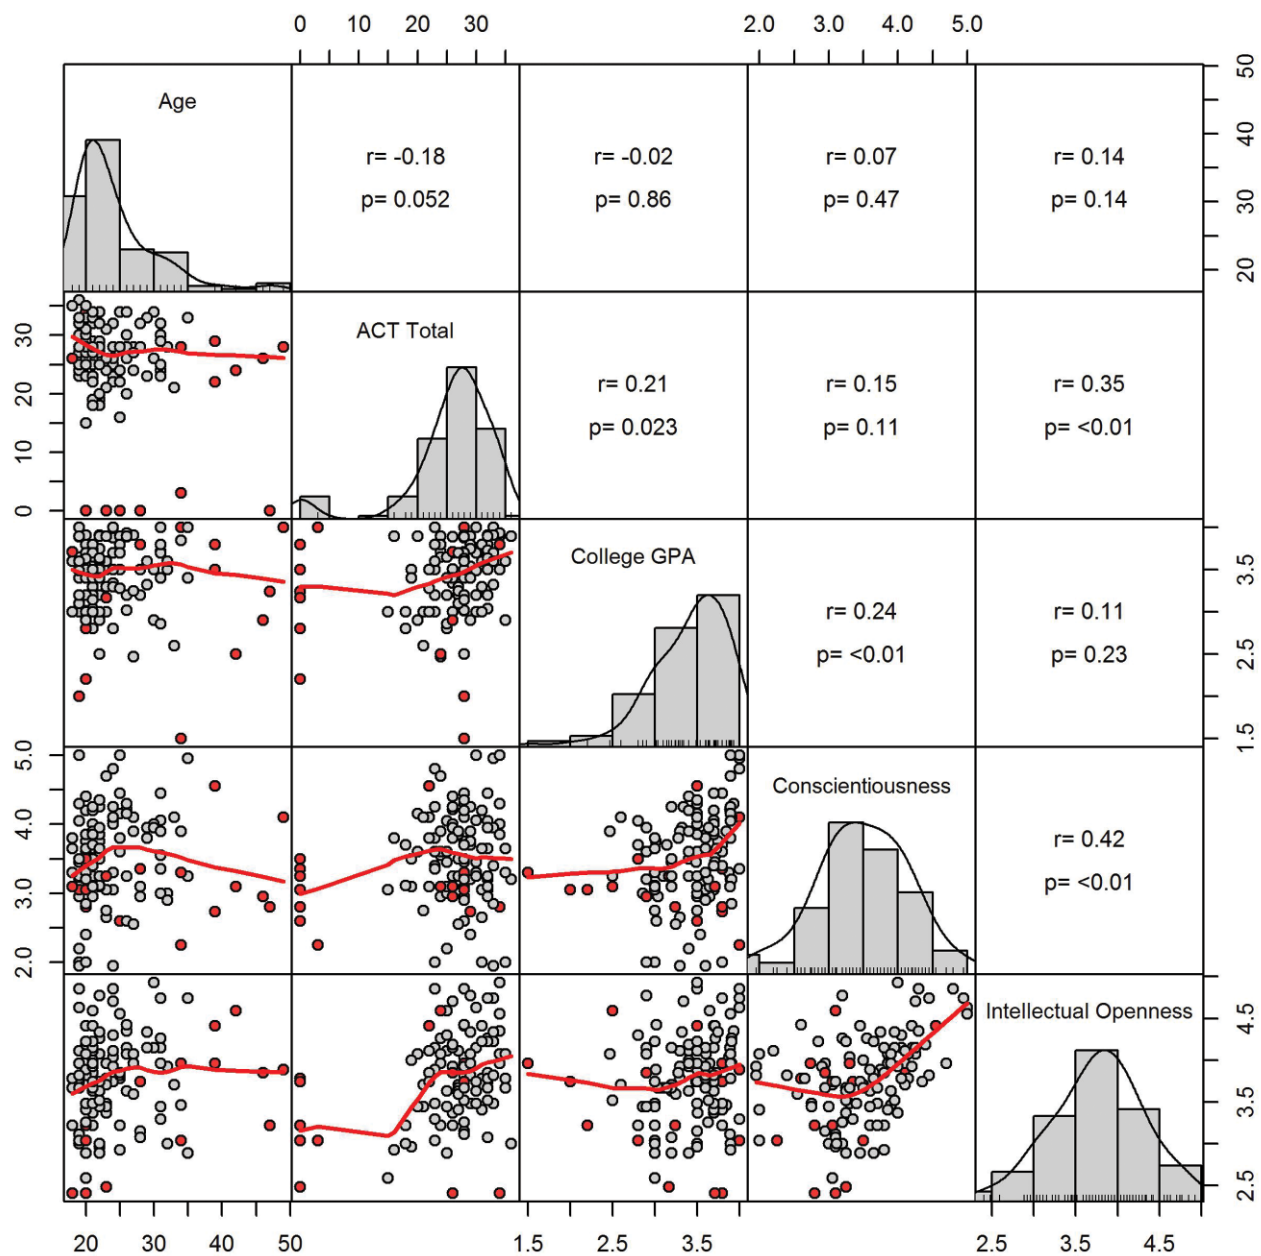 0 10 20 30 2.0 3.0 4.0 5.0
Age
r= -0.18
p= 0.052
r= -0.02
p= 0.86
r= 0.07
p= 0.47
r= 0.14
p= 0.14
50
40
30
20
30
20
10
0
ACT Total
r= 0.21
p= 0.023
r= 0.15
p= 0.11
r= 0.35
p= <0.01
College GPA
r= 0.24
p= <0.01
r= 0.11
p= 0.23
3.5
2.5
1.5
5.0
4.0
3.0
2.0
Conscientiousness
r= 0.42
p= <0.01
Intellectual Openness
4.5
3.5
2.5
20 30 40 50 1.5 2.5 3.5 2.5 3.5 4.5